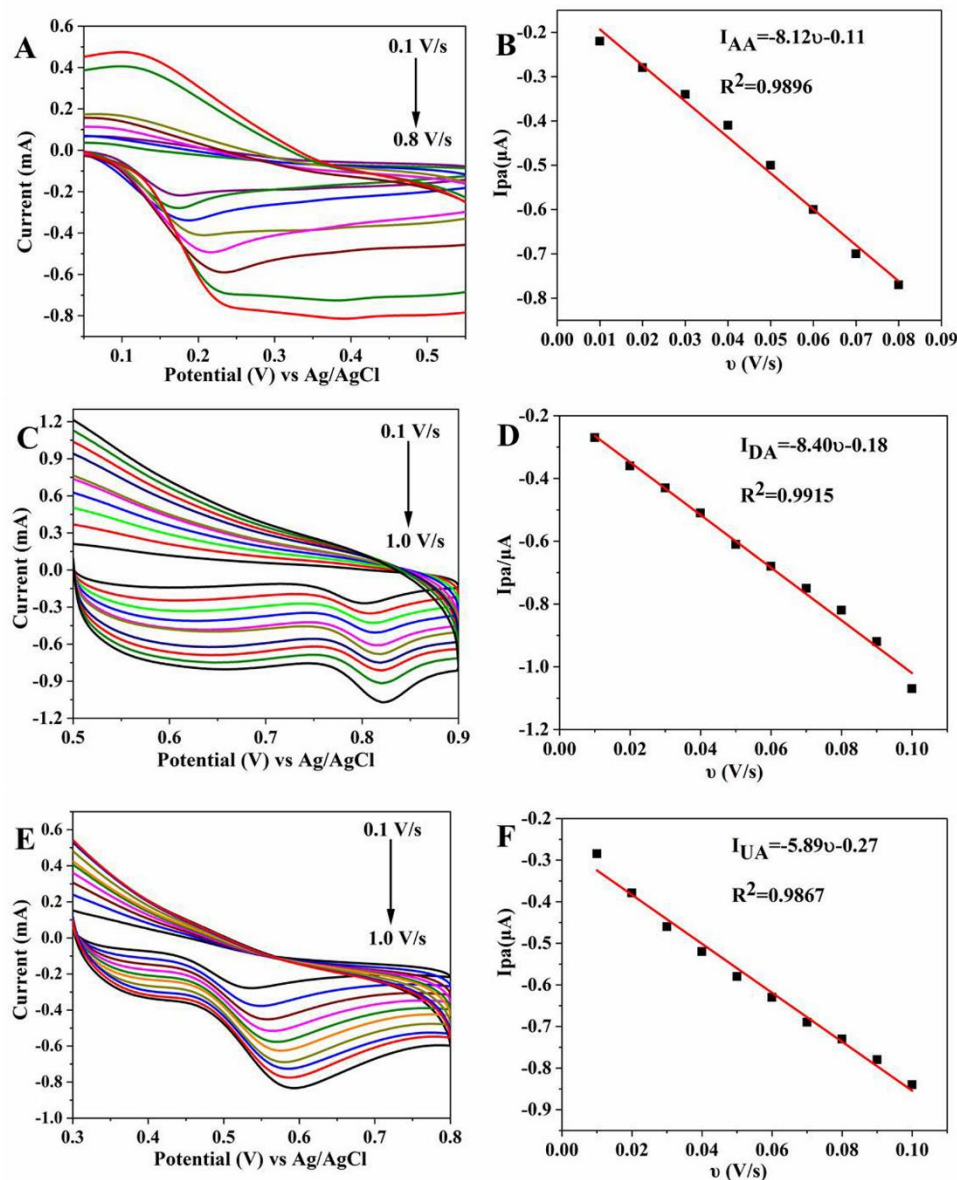 A
0.1 V/s
0.8 V/s
Current (mA)
0.6
0.4
0.2
0.0
-0.2
-0.4
-0.6
-0.8
0.1 0.2 0.3 0.4 0.5
Potential (V) vs Ag/AgCl
B
I_AA=-8.12υ-0.11
R²=0.9896
Ipa(μA)
-0.2
-0.3
-0.4
-0.5
-0.6
-0.7
-0.8
0.00 0.01 0.02 0.03 0.04 0.05 0.06 0.07 0.08 0.09
υ (V/s)
C
0.1 V/s
1.0 V/s
Current (mA)
1.2
0.9
0.6
0.3
0.0
-0.3
-0.6
-0.9
-1.2
0.5 0.6 0.7 0.8 0.9
Potential (V) vs Ag/AgCl
D
I_DA=-8.40υ-0.18
R²=0.9915
Ipa/μA
-0.2
-0.4
-0.6
-0.8
-1.0
-1.2
0.00 0.02 0.04 0.06 0.08 0.10
υ (V/s)
E
0.1 V/s
1.0 V/s
Current (mA)
0.6
0.4
0.2
0.0
-0.2
-0.4
-0.6
-0.8
-1.0
0.3 0.4 0.5 0.6 0.7 0.8
Potential (V) vs Ag/AgCl
F
I_UA=-5.89υ-0.27
R²=0.9867
Ipa(μA)
-0.2
-0.3
-0.4
-0.5
-0.6
-0.7
-0.8
-0.9
0.00 0.02 0.04 0.06 0.08 0.10
υ (V/s)